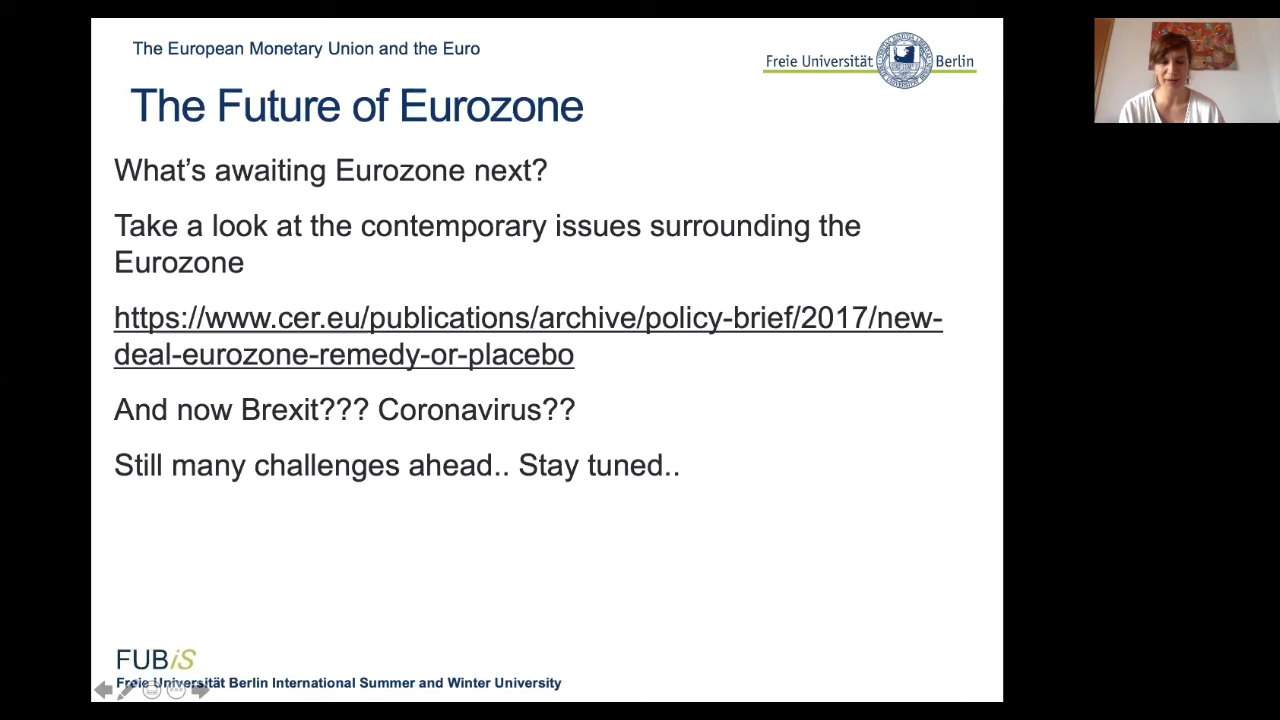 The European Monetary Union and the Euro
Freie Universität Berlin
The Future of Eurozone
What's awaiting Eurozone next?
Take a look at the contemporary issues surrounding the
Eurozone
https://www.cer.eu/publications/archive/policy-brief/2017/new-
deal-eurozone-remedy-or-placebo
And now Brexit??? Coronavirus??
Still many challenges ahead.. Stay tuned..
FUBiS
Freie Universität Berlin International Summer and Winter University